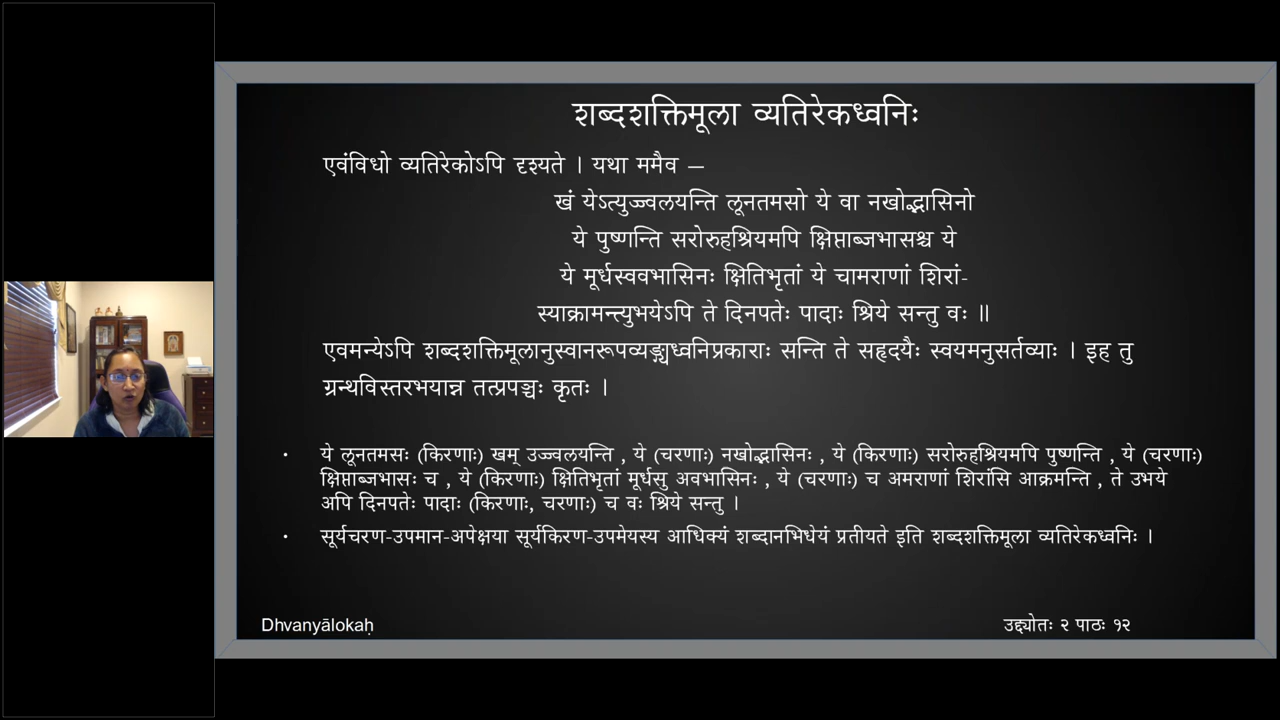 शब्दशक्तिमूला व्यतिरेकध्वनिः
एवंविधो व्यतिरेकोऽपि दृश्यते । यथा ममैव –
खं येऽत्युज्ज्वलयन्ति लूनतमसो ये वा नखोद्भासिनो
ये पुष्णन्ति सरोरुहश्रियमपि क्षिप्ताब्जभासश्च ये
ये मूर्धस्ववभासिनः क्षितिभृतां ये चामराणां शिरां-
स्याक्रामन्त्युभयेऽपि ते दिनपतेः पादाः श्रिये सन्तु वः ॥
एवमन्येऽपि शब्दशक्तिमूलानुस्वानरूपव्यङ्ग्यध्वनिप्रकाराः सन्ति ते सहृदयैः स्वयमनुसर्तव्याः । इह तु
ग्रन्थविस्तरभयान्न तत्प्रपञ्चः कृतः ।
• ये लूनतमसः (किरणाः) खम् उज्ज्वलयन्ति , ये (चरणाः) नखोद्भासिनः , ये (किरणाः) सरोरुहश्रियमपि पुष्णन्ति , ये (चरणाः)
क्षिप्ताब्जभासः च , ये (किरणाः) क्षितिभृतां मूर्धसु अवभासिनः , ये (चरणाः) च अमराणां शिरांसि आक्रमन्ति , ते उभये
अपि दिनपतेः पादाः (किरणाः, चरणाः) च वः श्रिये सन्तु ।
• सूर्यचरण-उपमान-अपेक्षया सूर्यकिरण-उपमेयस्य आधिक्यं शब्दानभिधेयं प्रतीयते इति शब्दशक्तिमूला व्यतिरेकध्वनिः ।
Dhvanyālokaḥ
उद्द्योतः २ पाठः १२